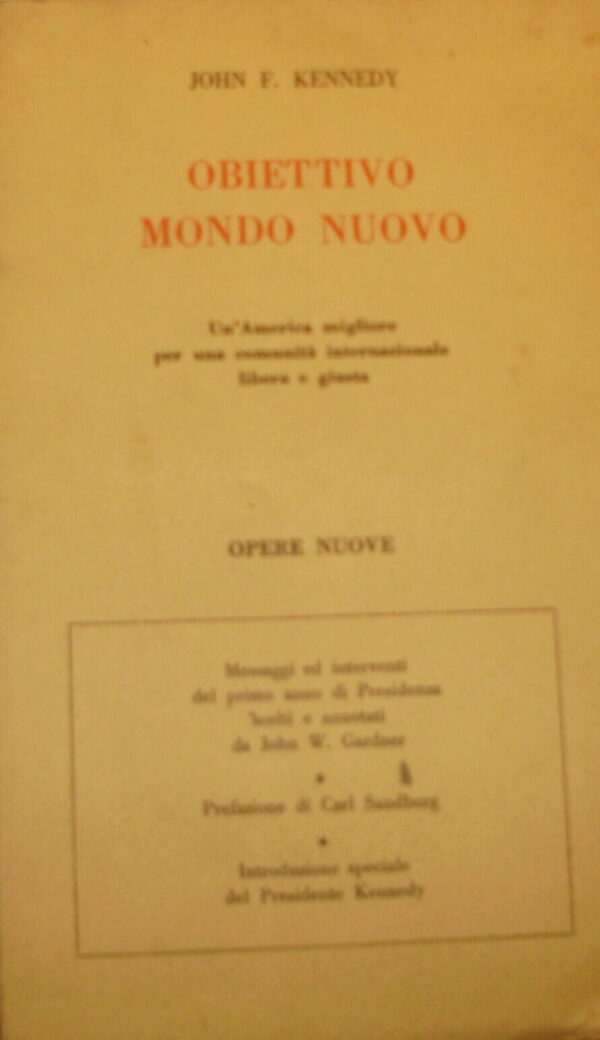 JOHN F. KENNEDY
OBIETTIVO
MONDO NUOVO
Un'America migliore
per una comunità internazionale
libera e giusta
OPERE NUOVE
Messaggi ed interventi
del primo anno di Presidenza
scelti e annotati
da John W. Gardner
Prefazione di Carl Sandburg
Introduzione speciale
del Presidente Kennedy